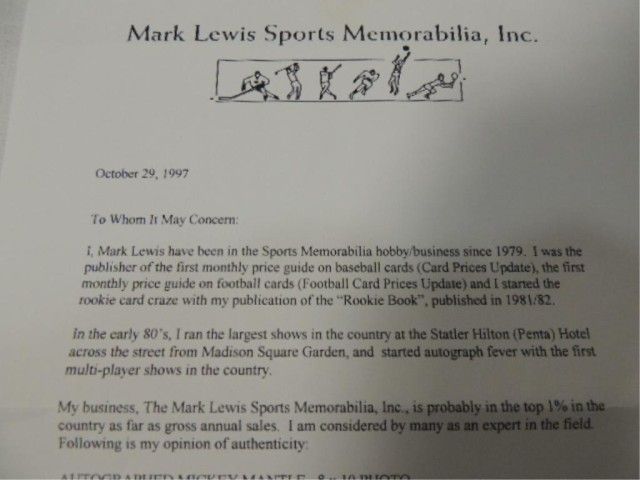 Mark Lewis Sports Memorabilia, Inc.
October 29, 1997
To Whom It May Concern:
I, Mark Lewis have been in the Sports Memorabilia hobby/business since 1979. I was the
publisher of the first monthly price guide on baseball cards (Card Prices Update), the first
monthly price guide on football cards (Football Card Prices Update) and I started the
rookie card craze with my publication of the "Rookie Book", published in 1981/82.
In the early 80's, I ran the largest shows in the country at the Statler Hilton (Penta) Hotel
across the street from Madison Square Garden, and started autograph fever with the first
multi-player shows in the country.
My business, The Mark Lewis Sports Memorabilia, Inc., is probably in the top 1% in the
country as far as gross annual sales. I am considered by many as an expert in the field.
Following is my opinion of authenticity:
AUTOGRAPHED MICKEY MANTLE 8 x 10 PHOTO